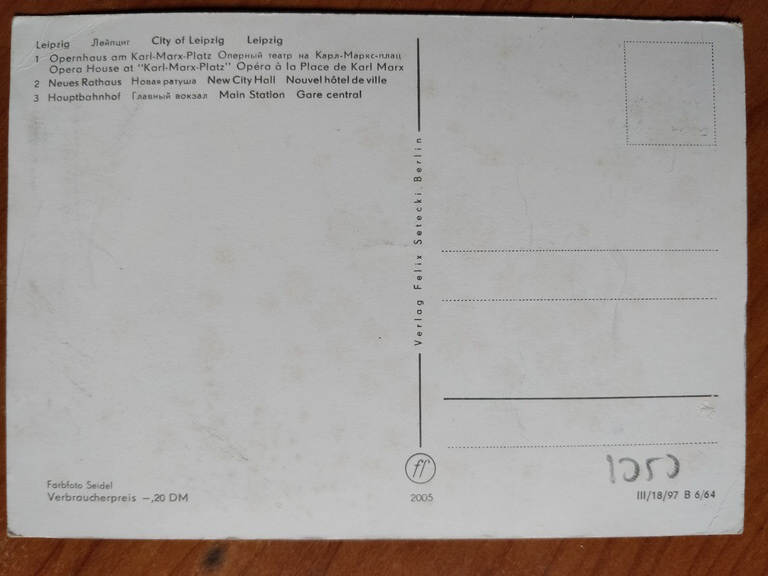 Leipzig Лейпциг City of Leipzig Leipzig
1 Opernhaus am Karl-Marx-Platz Оперный театр на Карл-Маркс-плац
Opera House at "Karl-Marx-Platz" Opéra à la Place de Karl Marx
2 Neues Rathaus Новая ратуша New City Hall Nouvel hôtel de ville
3 Hauptbahnhof Главный вокзал Main Station Gare central
Verlag Felix Setecki, Berlin
Farbfoto Seidel
Verbraucherpreis —,20 DM
2005
III/18/97 B 6/64